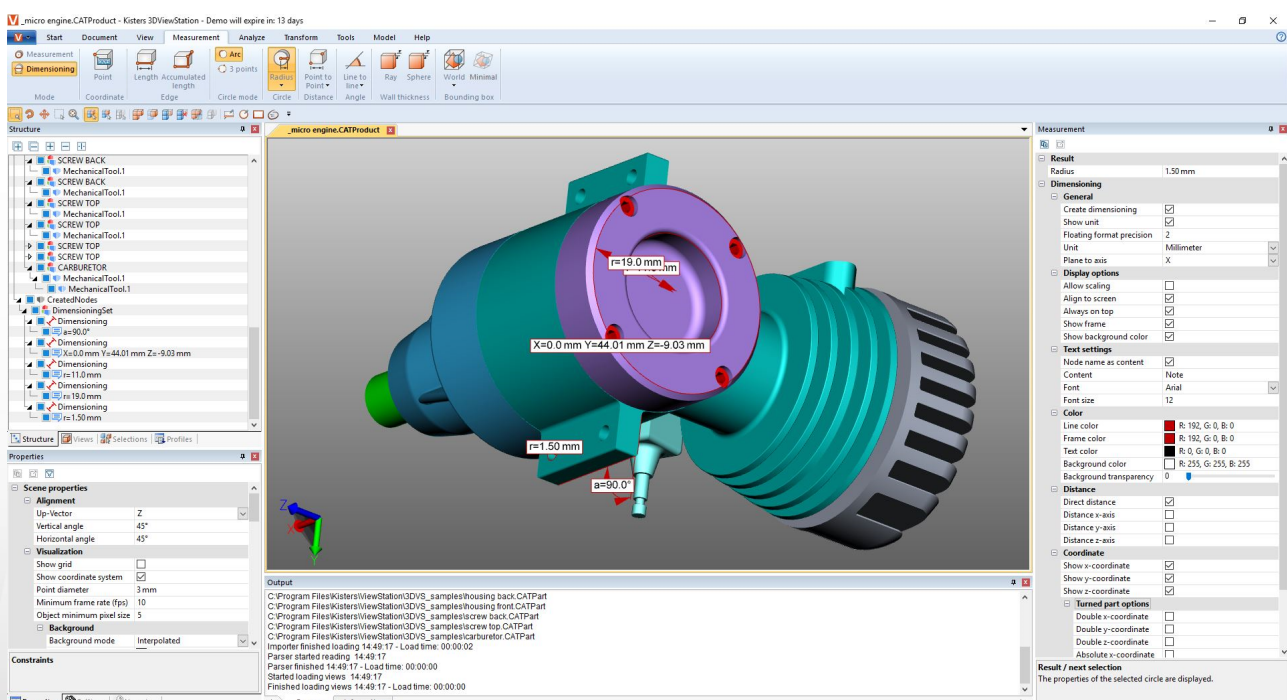 _micro engine.CATProduct - Kisters 3DViewStation - Demo will expire in: 13 days
Start Document View Measurement Analyze Transform Tools Model Help
Measurement
Dimensioning
Mode
Point
Coordinate
Length Accumulated length
Edge
Arc
3 points
Circle mode
Radius
Circle
Point to Point
Distance
Line to line
Angle
Ray Sphere
Wall thickness
World Minimal
Bounding box
Structure
SCREW BACK
MechanicalTool.1
SCREW BACK
MechanicalTool.1
SCREW TOP
MechanicalTool.1
SCREW TOP
MechanicalTool.1
SCREW TOP
SCREW TOP
CARBURETOR
MechanicalTool.1
MechanicalTool.1
CreatedNodes
DimensioningSet
Dimensioning
a=90.0°
Dimensioning
X=0.0 mm Y=44.01 mm Z=-9.03 mm
Dimensioning
r=11.0 mm
Dimensioning
r=19.0 mm
Dimensioning
r=1.50 mm
Structure Views Selections Profiles
Properties
Scene properties
Alignment
Up-Vector Z
Vertical angle 45°
Horizontal angle 45°
Visualization
Show grid
Show coordinate system
Point diameter 3 mm
Minimum frame rate (fps) 10
Object minimum pixel size 5
Background
Background mode Interpolated
Constraints
_micro engine.CATProduct
r=19.0 mm
X=0.0 mm Y=44.01 mm Z=-9.03 mm
r=1.50 mm
a=90.0°
Z
X
Y
Output
C:\Program Files\Kisters\ViewStation\3DVS_samples\housing back.CATPart
C:\Program Files\Kisters\ViewStation\3DVS_samples\housing front.CATPart
C:\Program Files\Kisters\ViewStation\3DVS_samples\screw back.CATPart
C:\Program Files\Kisters\ViewStation\3DVS_samples\screw top.CATPart
C:\Program Files\Kisters\ViewStation\3DVS_samples\carburetor.CATPart
Importer finished loading 14:49:17 - Load time: 00:00:02
Parser started reading 14:49:17
Parser finished 14:49:17 - Load time: 00:00:00
Started loading views 14:49:17
Finished loading views 14:49:17 - Load time: 00:00:00
Measurement
Result
Radius 1.50 mm
Dimensioning
General
Create dimensioning
Show unit
Floating format precision 2
Unit Millimeter
Plane to axis X
Display options
Allow scaling
Align to screen
Always on top
Show frame
Show background color
Text settings
Node name as content
Content Note
Font Arial
Font size 12
Color
Line color R: 192, G: 0, B: 0
Frame color R: 192, G: 0, B: 0
Text color R: 0, G: 0, B: 0
Background color R: 255, G: 255, B: 255
Background transparency 0
Distance
Direct distance
Distance x-axis
Distance y-axis
Distance z-axis
Coordinate
Show x-coordinate
Show y-coordinate
Show z-coordinate
Turned part options
Double x-coordinate
Double y-coordinate
Double z-coordinate
Absolute x-coordinate
Result / next selection
The properties of the selected circle are displayed.